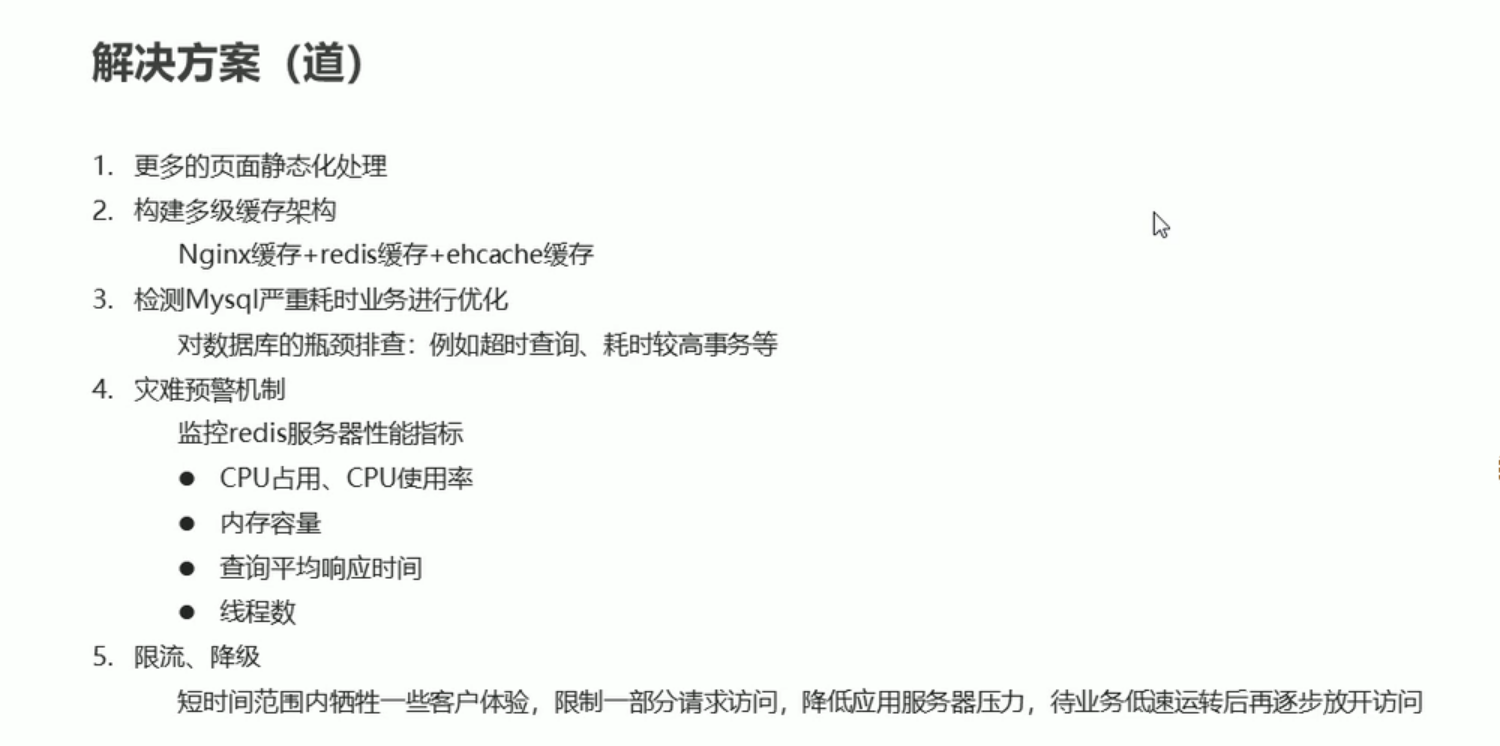 解决方案（道）
1. 更多的页面静态化处理
2. 构建多级缓存架构
Nginx缓存+redis缓存+ehcache缓存
3. 检测Mysql严重耗时业务进行优化
对数据库的瓶颈排查：例如超时查询、耗时较高事务等
4. 灾难预警机制
监控redis服务器性能指标
● CPU占用、CPU使用率
● 内存容量
● 查询平均响应时间
● 线程数
5. 限流、降级
短时间范围内牺牲一些客户体验，限制一部分请求访问，降低应用服务器压力，待业务低速运转后再逐步放开访问